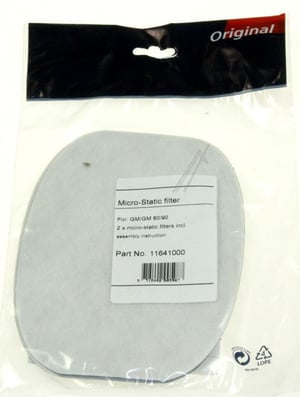 Original
Micro-Static filter
For: GM/GM 80/90
2 x micro-static filters incl.
assembly instruction
Part No. 11641000
LDPE